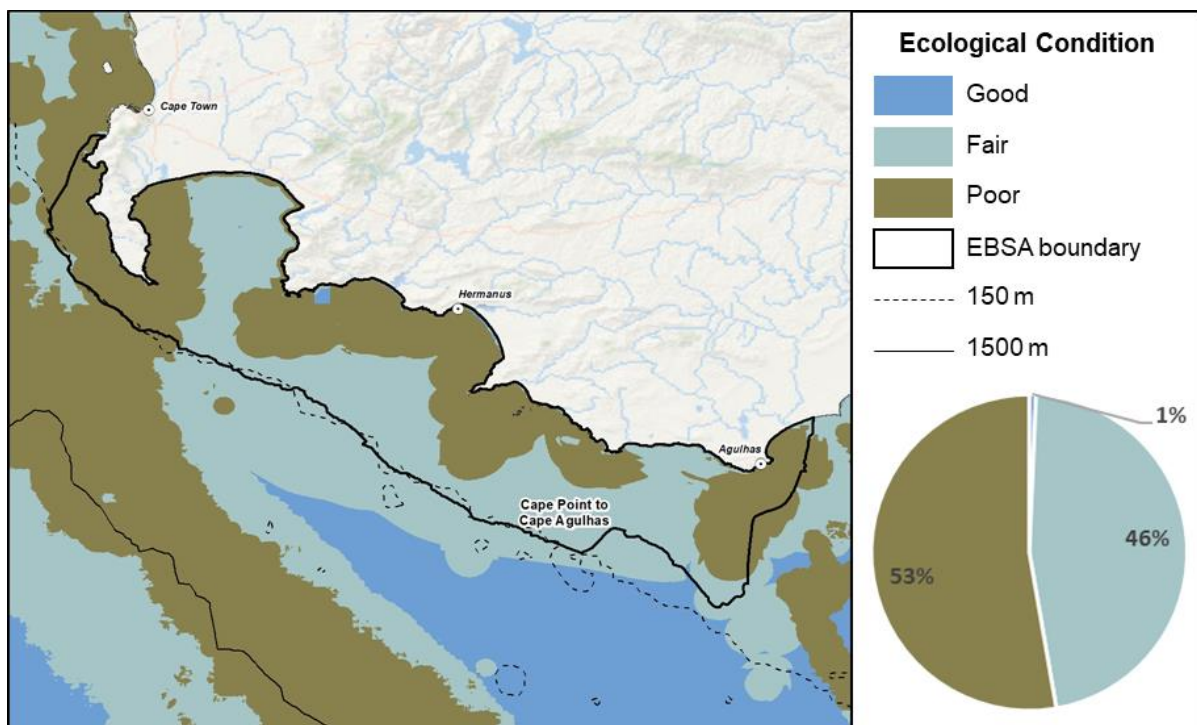 Cape Town
Hermanus
Agulhas
Cape Point to
Cape Agulhas
Ecological Condition
Good
Fair
Poor
EBSA boundary
150 m
1500 m
1%
46%
53%